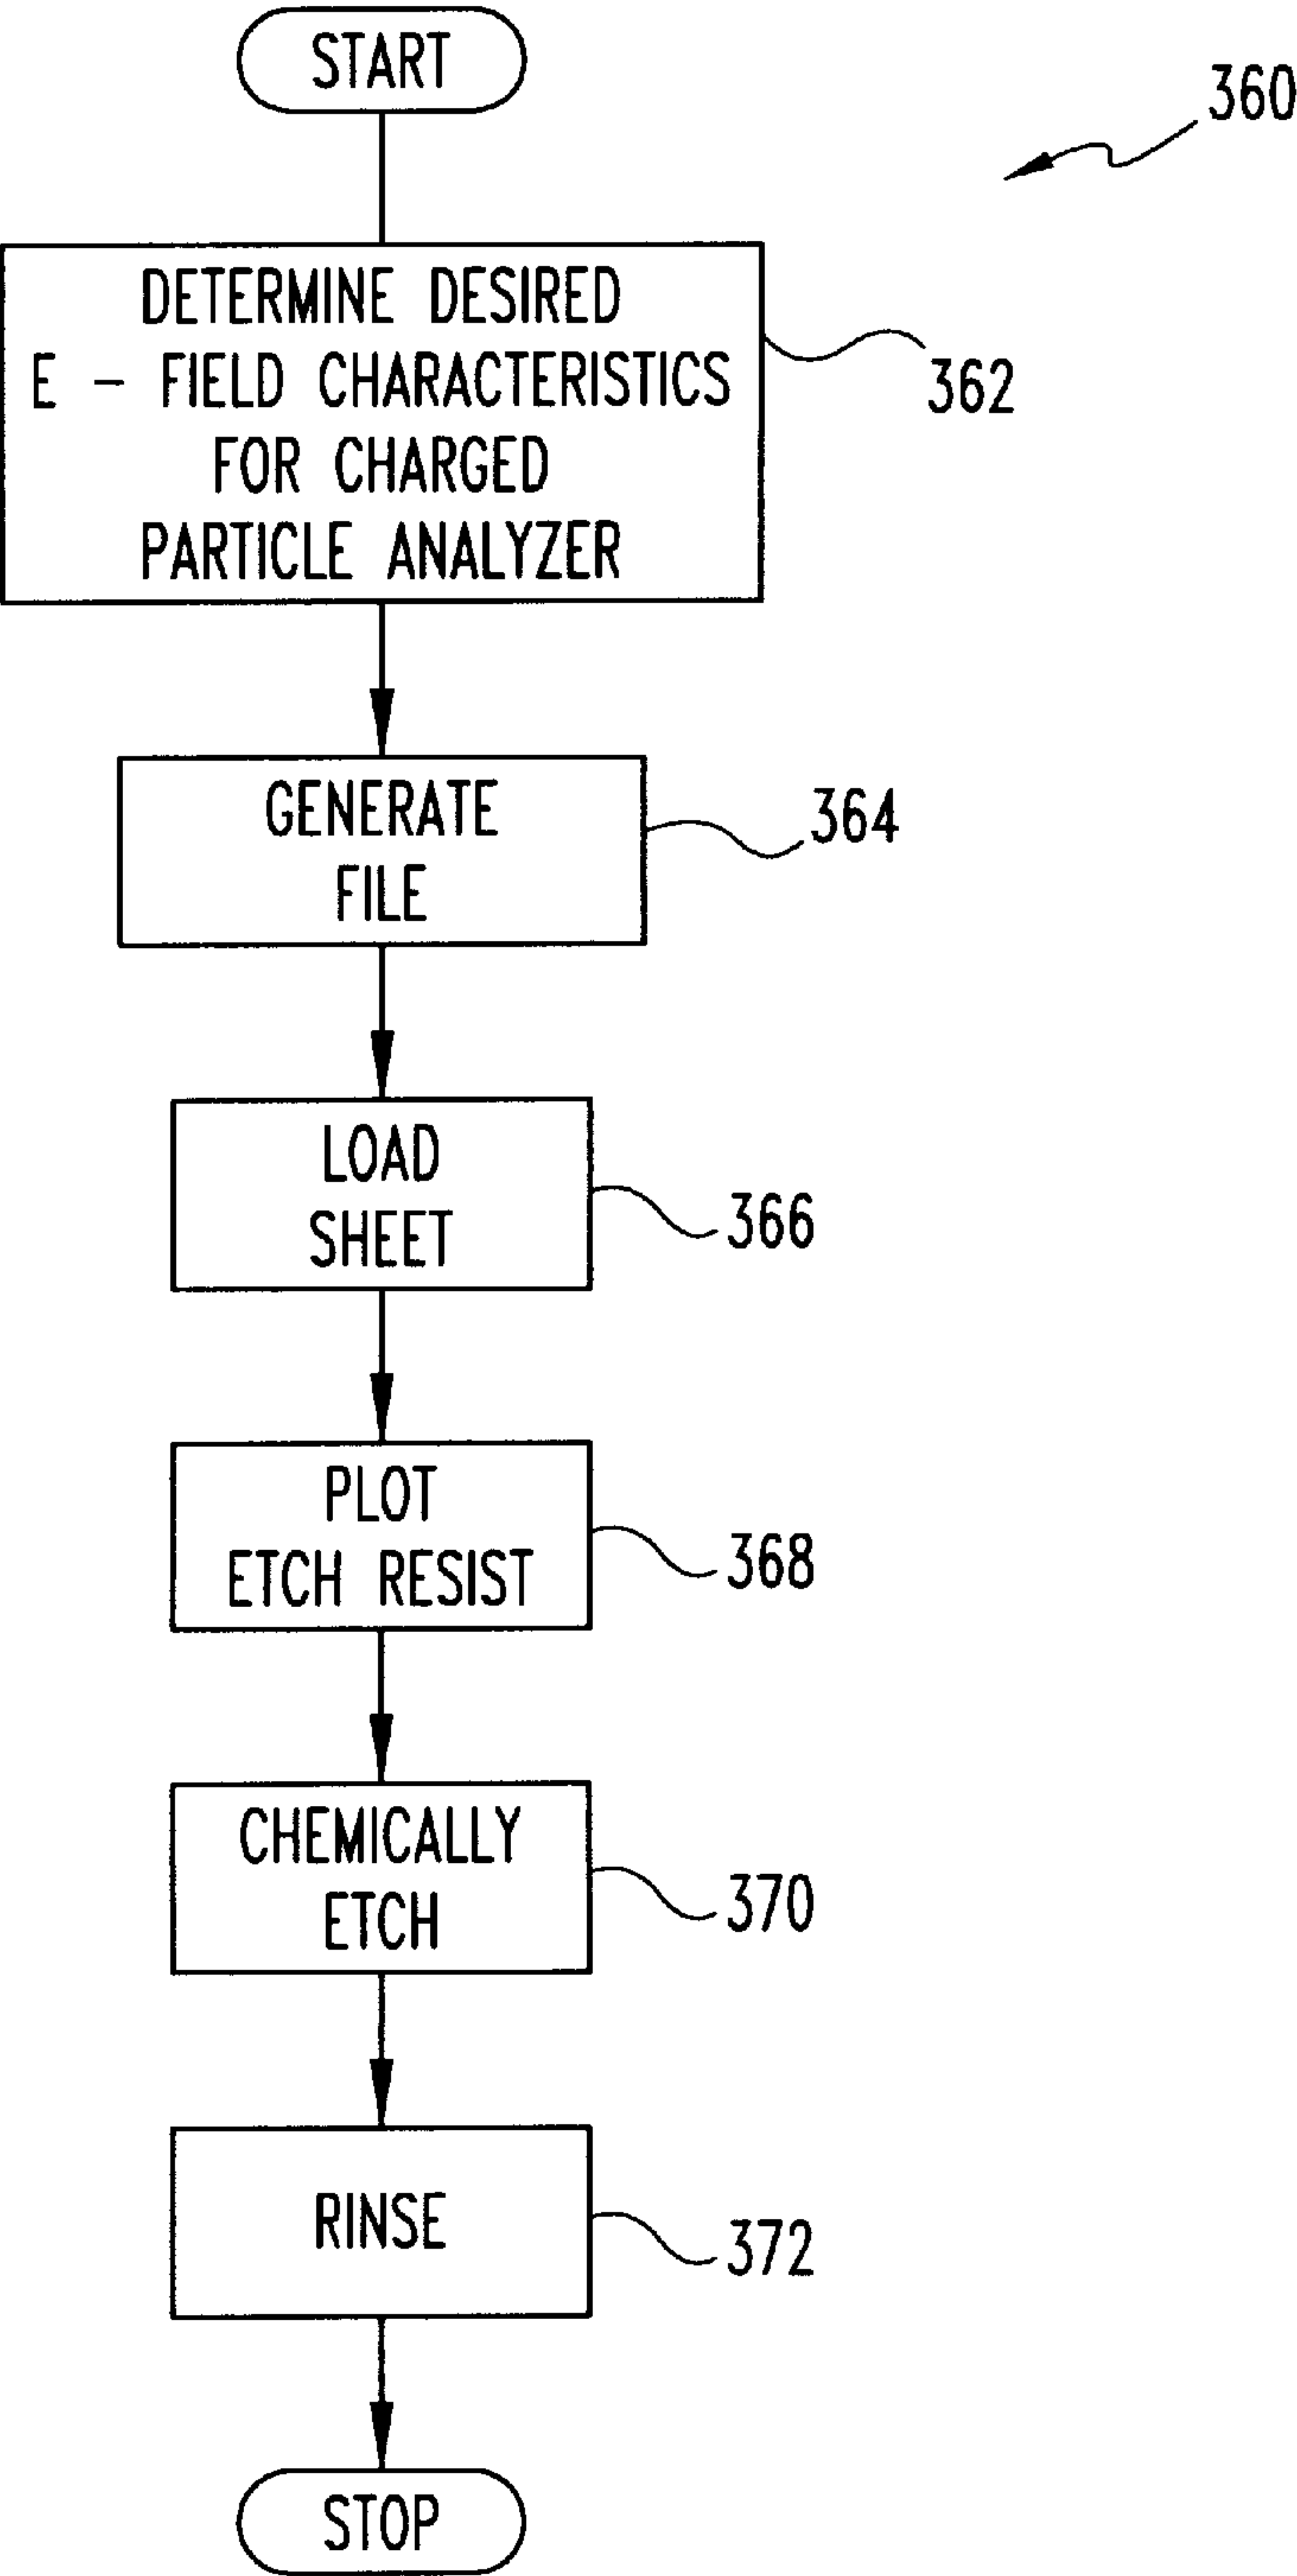 START
360
DETERMINE DESIRED
E - FIELD CHARACTERISTICS
FOR CHARGED
PARTICLE ANALYZER
362
GENERATE
FILE
364
LOAD
SHEET
366
PLOT
ETCH RESIST
368
CHEMICALLY
ETCH
370
RINSE
372
STOP